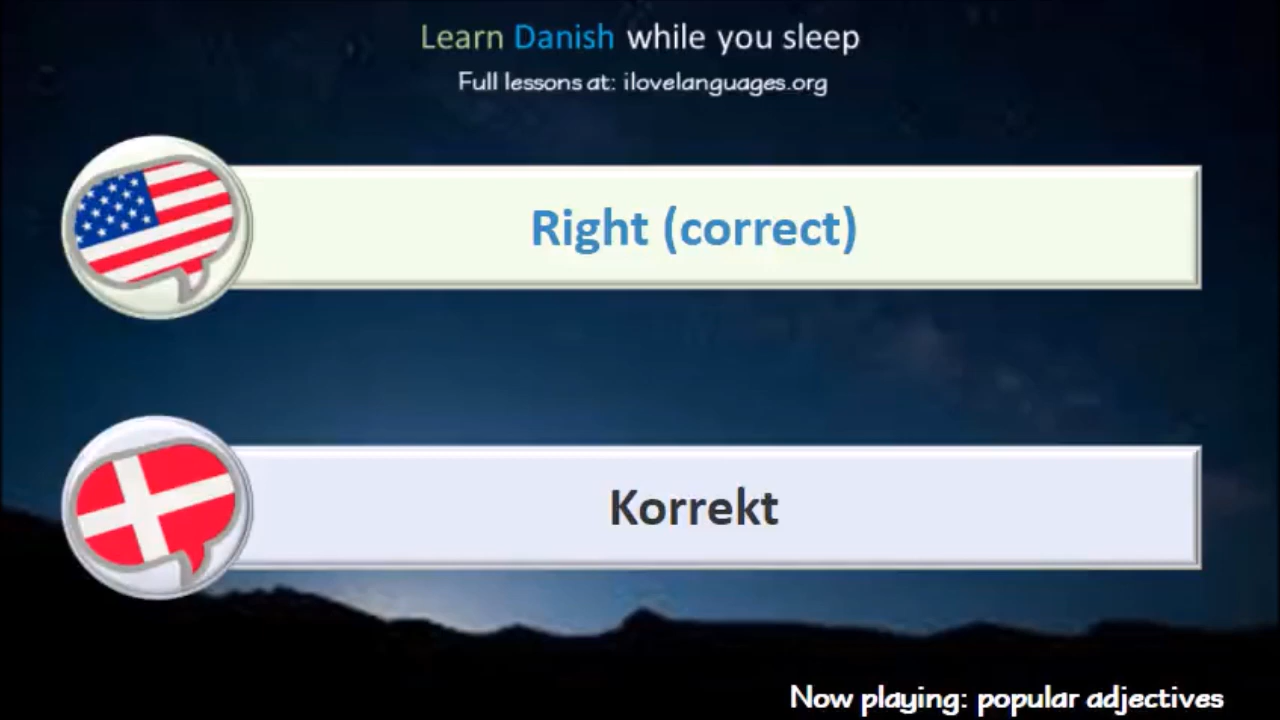 Learn Danish while you sleep
Full lessons at: ilovelanguages.org
Right (correct)
Korrekt
Now playing: popular adjectives